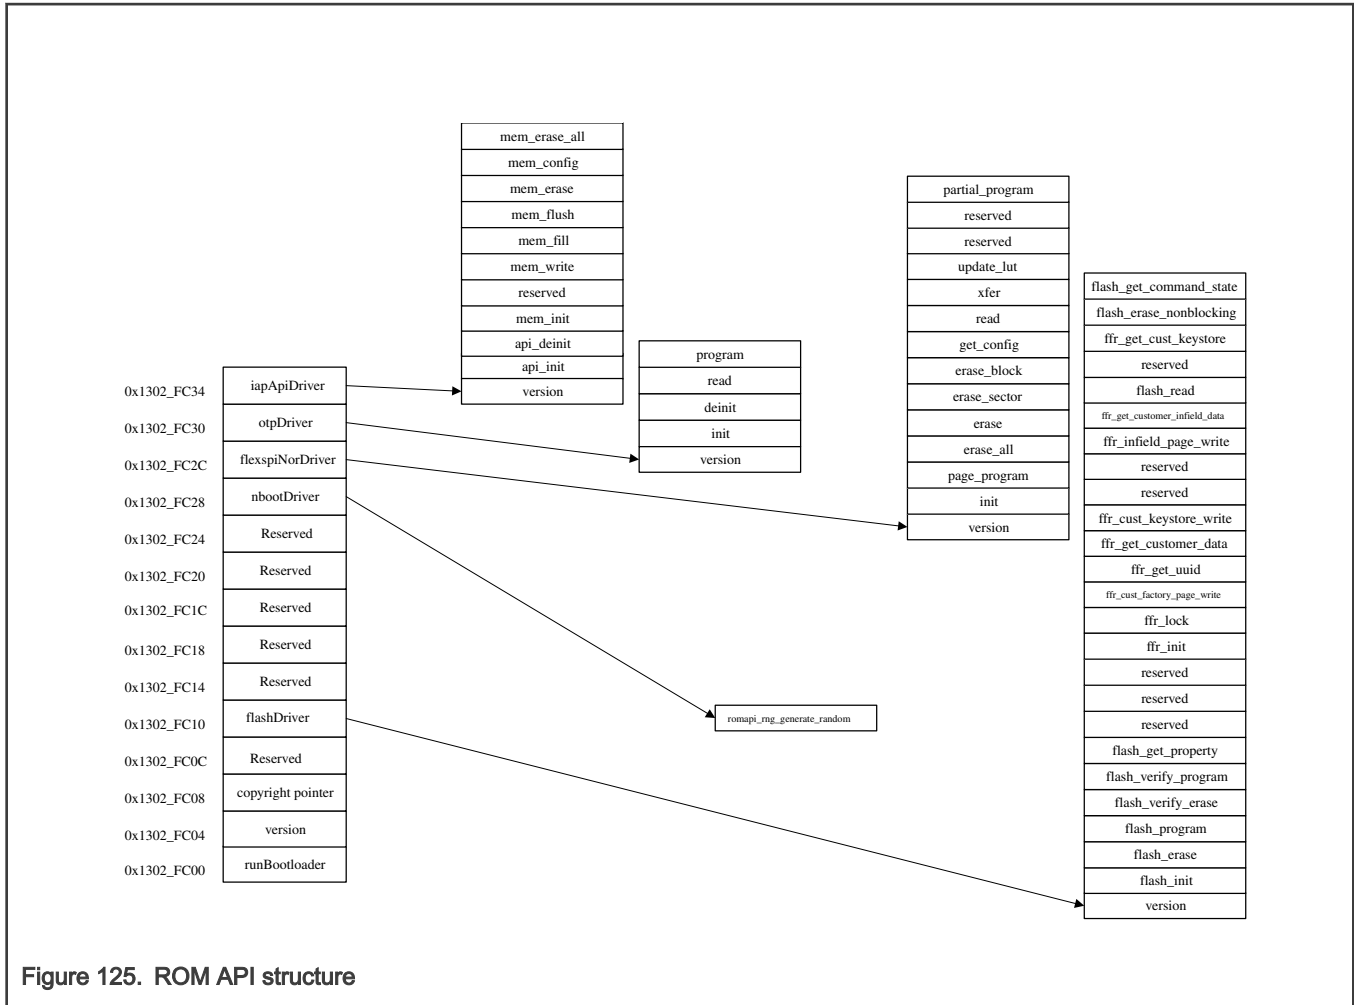 mem_erase_all
mem_config
mem_erase
mem_flush
mem_fill
mem_write
reserved
mem_init
api_deinit
api_init
version
program
read
deinit
init
version
partial_program
reserved
reserved
update_lut
xfer
read
get_config
erase_block
erase_sector
erase
erase_all
page_program
init
version
flash_get_command_state
flash_erase_nonblocking
ffr_get_cust_keystore
reserved
flash_read
ffr_get_customer_infield_data
ffr_infield_page_write
reserved
reserved
ffr_cust_keystore_write
ffr_get_customer_data
ffr_get_uuid
ffr_cust_factory_page_write
ffr_lock
ffr_init
reserved
reserved
reserved
flash_get_property
flash_verify_program
flash_verify_erase
flash_program
flash_erase
flash_init
version
0x1302_FC34 iapApiDriver
0x1302_FC30 otpDriver
0x1302_FC2C flexspiNorDriver
0x1302_FC28 nbootDriver
0x1302_FC24 Reserved
0x1302_FC20 Reserved
0x1302_FC1C Reserved
0x1302_FC18 Reserved
0x1302_FC14 Reserved
0x1302_FC10 flashDriver
0x1302_FC0C Reserved
0x1302_FC08 copyright pointer
0x1302_FC04 version
0x1302_FC00 runBootloader
romapi_rng_generate_random
Figure 125. ROM API structure